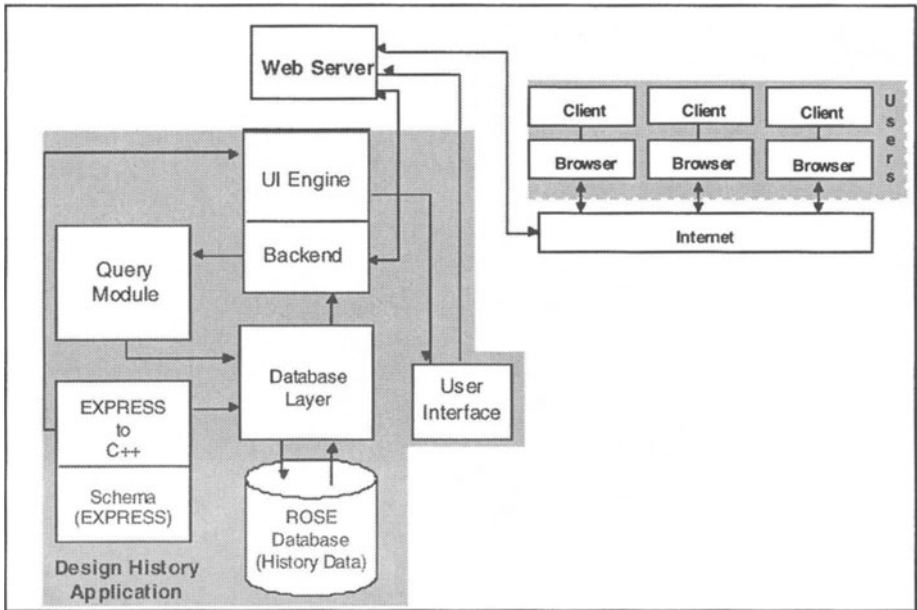 Web Server
Client
Client
Client
Users
Browser
Browser
Browser
Internet
UI Engine
Backend
Query
Module
Database
Layer
User
Interface
EXPRESS
to
C++
Schema
(EXPRESS)
ROSE
Database
(History Data)
Design History
Application